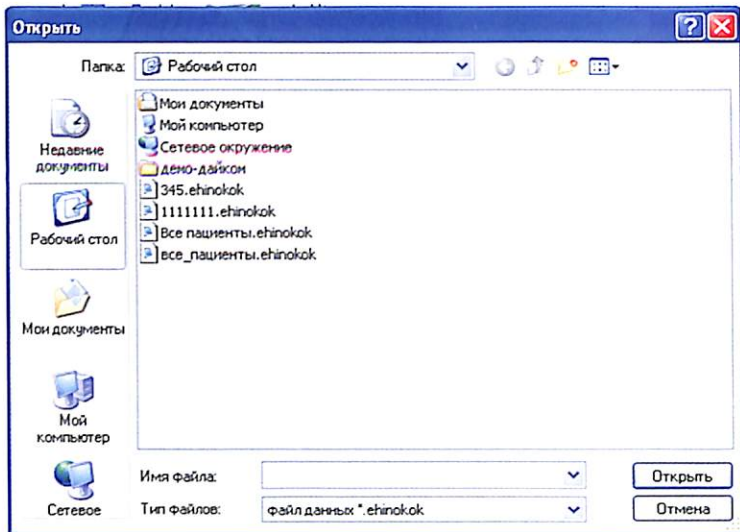 Открыть
Папка: Рабочий стол
Недавние документы
Рабочий стол
Мои документы
Мой компьютер
Сетевое
Мои документы
Мой компьютер
Сетевое окружение
демо-дайком
345.ehinokok
1111111.ehinokok
Все пациенты.ehinokok
все_пациенты.ehinokok
Имя файла:
Открыть
Тип файлов: файл данных *.ehinokok
Отмена